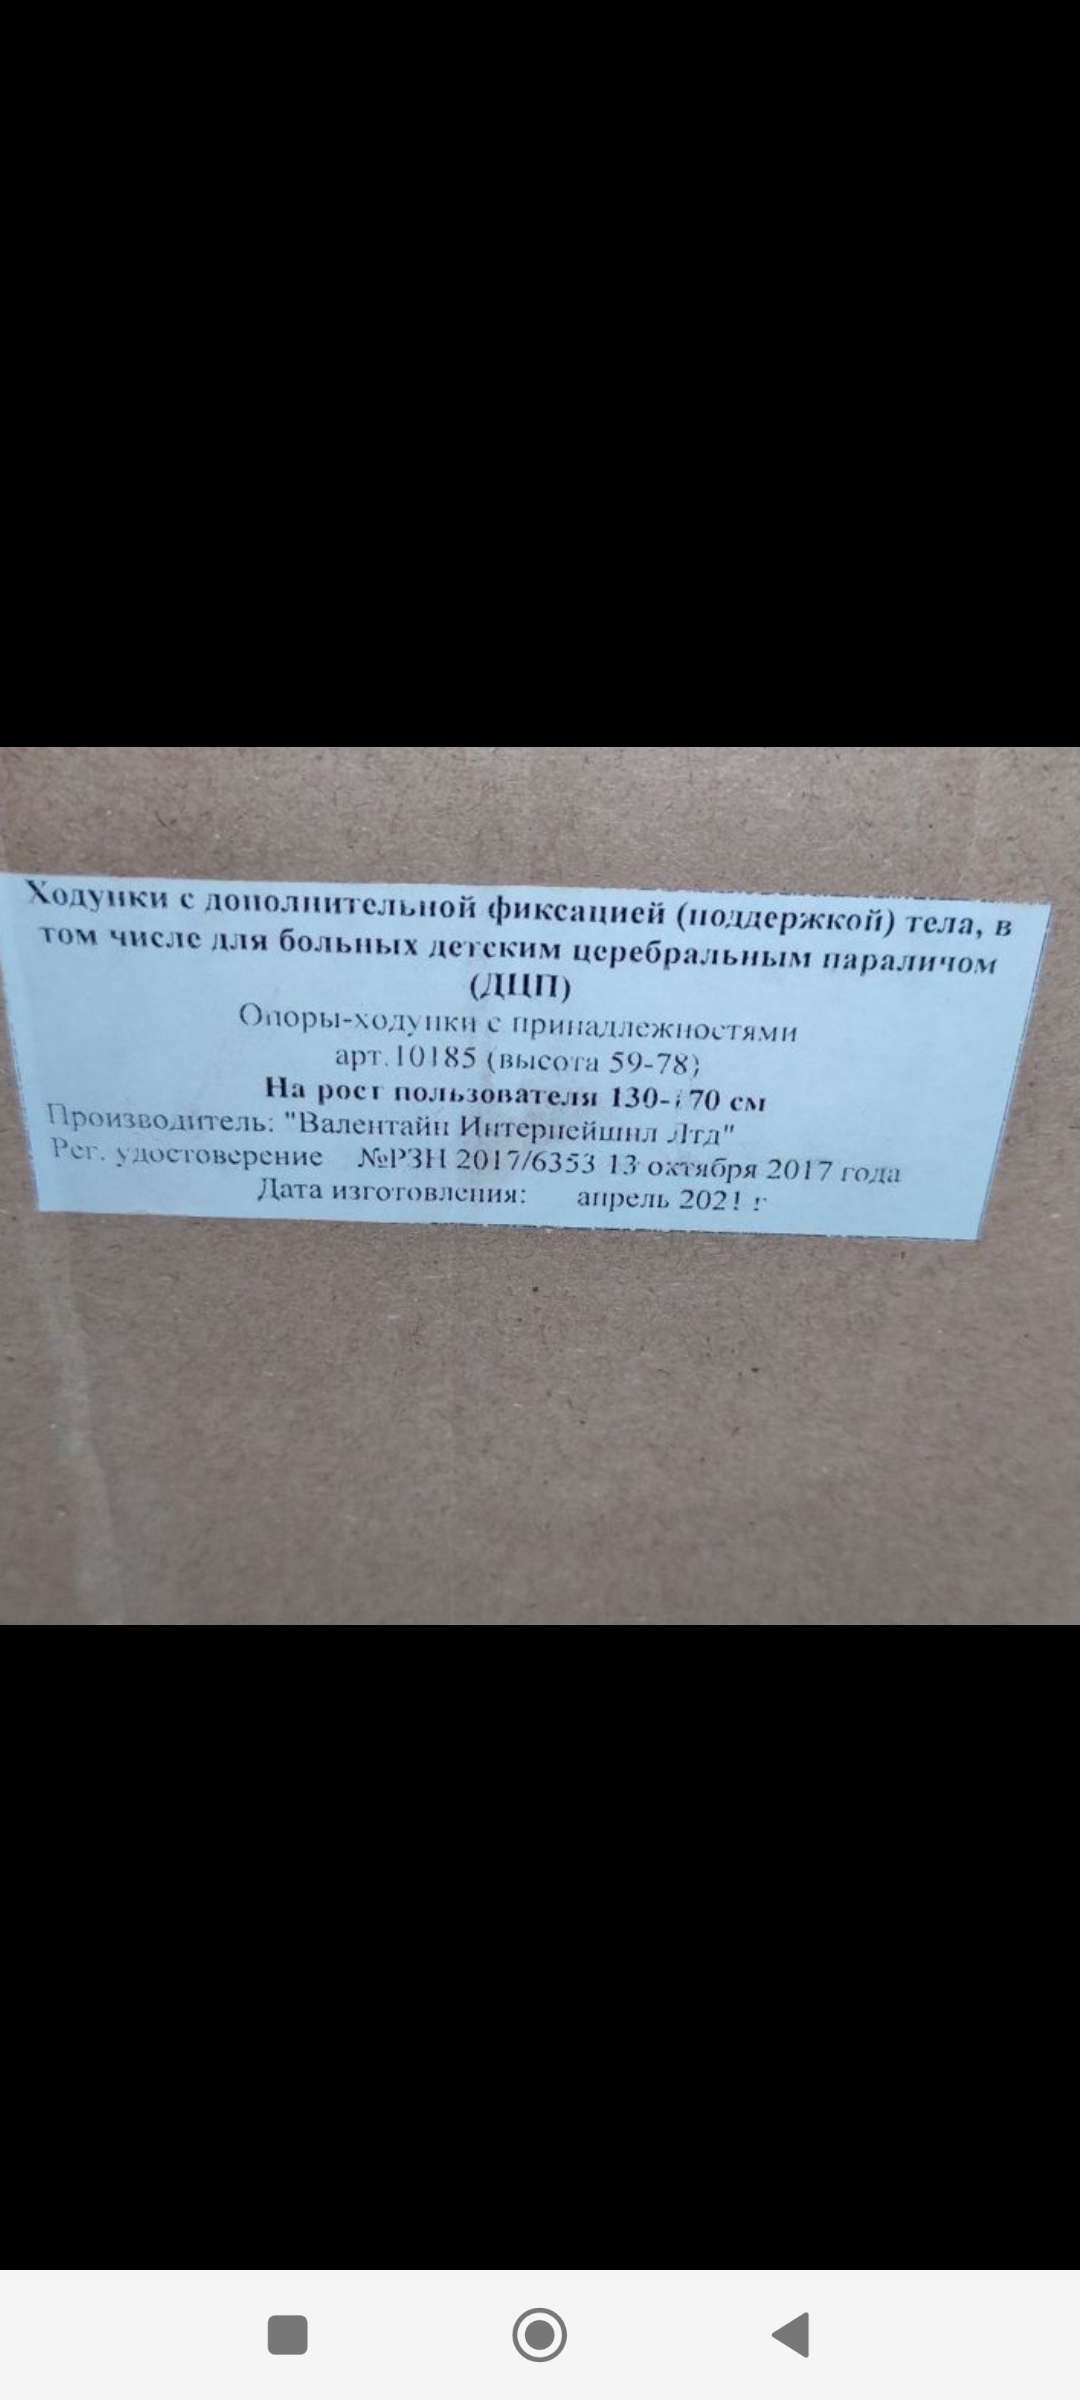 Ходунки с дополнительной фиксацией (поддержкой) тела, в
том числе для больных детским церебральным параличом
(ДЦП)
Опоры-ходунки с принадлежностями
арт.10185 (высота 59-78)
На рост пользователя 130-170 см
Производитель: "Валентайн Интернейшнл Лтд"
Рег. удостоверение №РЗН 2017/6353 13 октября 2017 года
Дата изготовления: апрель 2021 г